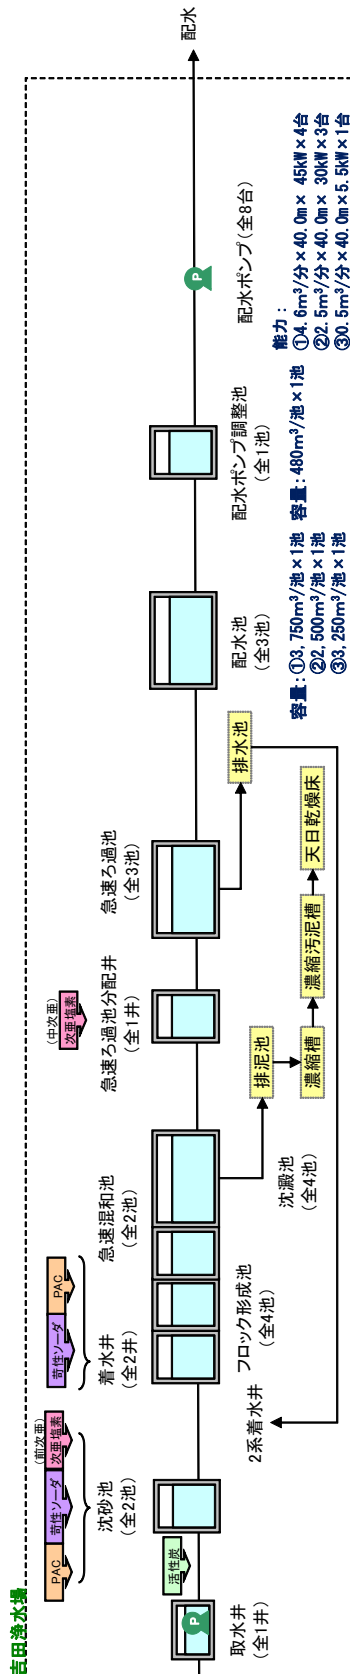 吉田浄水場
取水井
(全1井)
活性炭
PAC
苛性ソーダ
(前次亜)
次亜塩素
沈砂池
(全2池)
苛性ソーダ
PAC
着水井
(全2井)
急速混和池
(全2池)
フロック形成池
(全4池)
沈澱池
(全4池)
2系着水井
排泥池
濃縮槽
濃縮汚泥槽
天日乾燥床
(中次亜)
次亜塩素
急速ろ過池分配井
(全1井)
急速ろ過池
(全3池)
排水池
配水池
(全3池)
容量:①3,750m³/池×1池
②2,500m³/池×1池
③3,250m³/池×1池
配水ポンプ調整池
(全1池)
容量:480m³/池×1池
P
P
配水ポンプ(全8台)
能力:
①4.6m³/分×40.0m× 45kW×4台
②2.5m³/分×40.0m× 30kW×3台
③0.5m³/分×40.0m×5.5kW×1台
配水